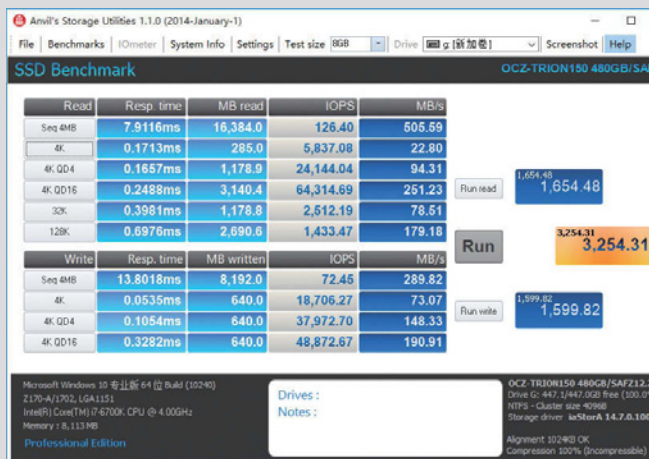 Anvil's Storage Utilities 1.1.0 (2014-January-1)
File Benchmarks IOmeter System Info Settings Test size 8GB Drive g: [新加卷] Screenshot Help
SSD Benchmark OCZ-TRION150 480GB/SAF
Read Resp. time MB read IOPS MB/s
Seq 4MB 7.9116ms 16,384.0 126.40 505.59
4K 0.1713ms 285.0 5,837.08 22.80
4K QD4 0.1657ms 1,178.9 24,144.04 94.31
4K QD16 0.2488ms 3,140.4 64,314.69 251.23
32K 0.3981ms 1,178.8 2,512.19 78.51
128K 0.6976ms 2,690.6 1,433.47 179.18
Run read
1,654.48
1,654.48
Run
3,254.31
3,254.31
Write Resp. time MB written IOPS MB/s
Seq 4MB 13.8018ms 8,192.0 72.45 289.82
4K 0.0535ms 640.0 18,706.27 73.07
4K QD4 0.1054ms 640.0 37,972.70 148.33
4K QD16 0.3282ms 640.0 48,872.67 190.91
Run write
1,599.82
1,599.82
Microsoft Windows 10 专业版 64 位 Build (10240)
Z170-A/1702, LGA1151
Intel(R) Core(TM) i7-6700K CPU @ 4.00GHz
Memory : 8,113 MB
Professional Edition
Drives :
Notes :
OCZ-TRION150 480GB/SAFZ12.
Drive G: 447.1/447.0GB free (100.0
NTFS - Cluster size 4096B
Storage driver iaStorA 14.7.0.100
Alignment 1024KB OK
Compression 100% (Incompressible)